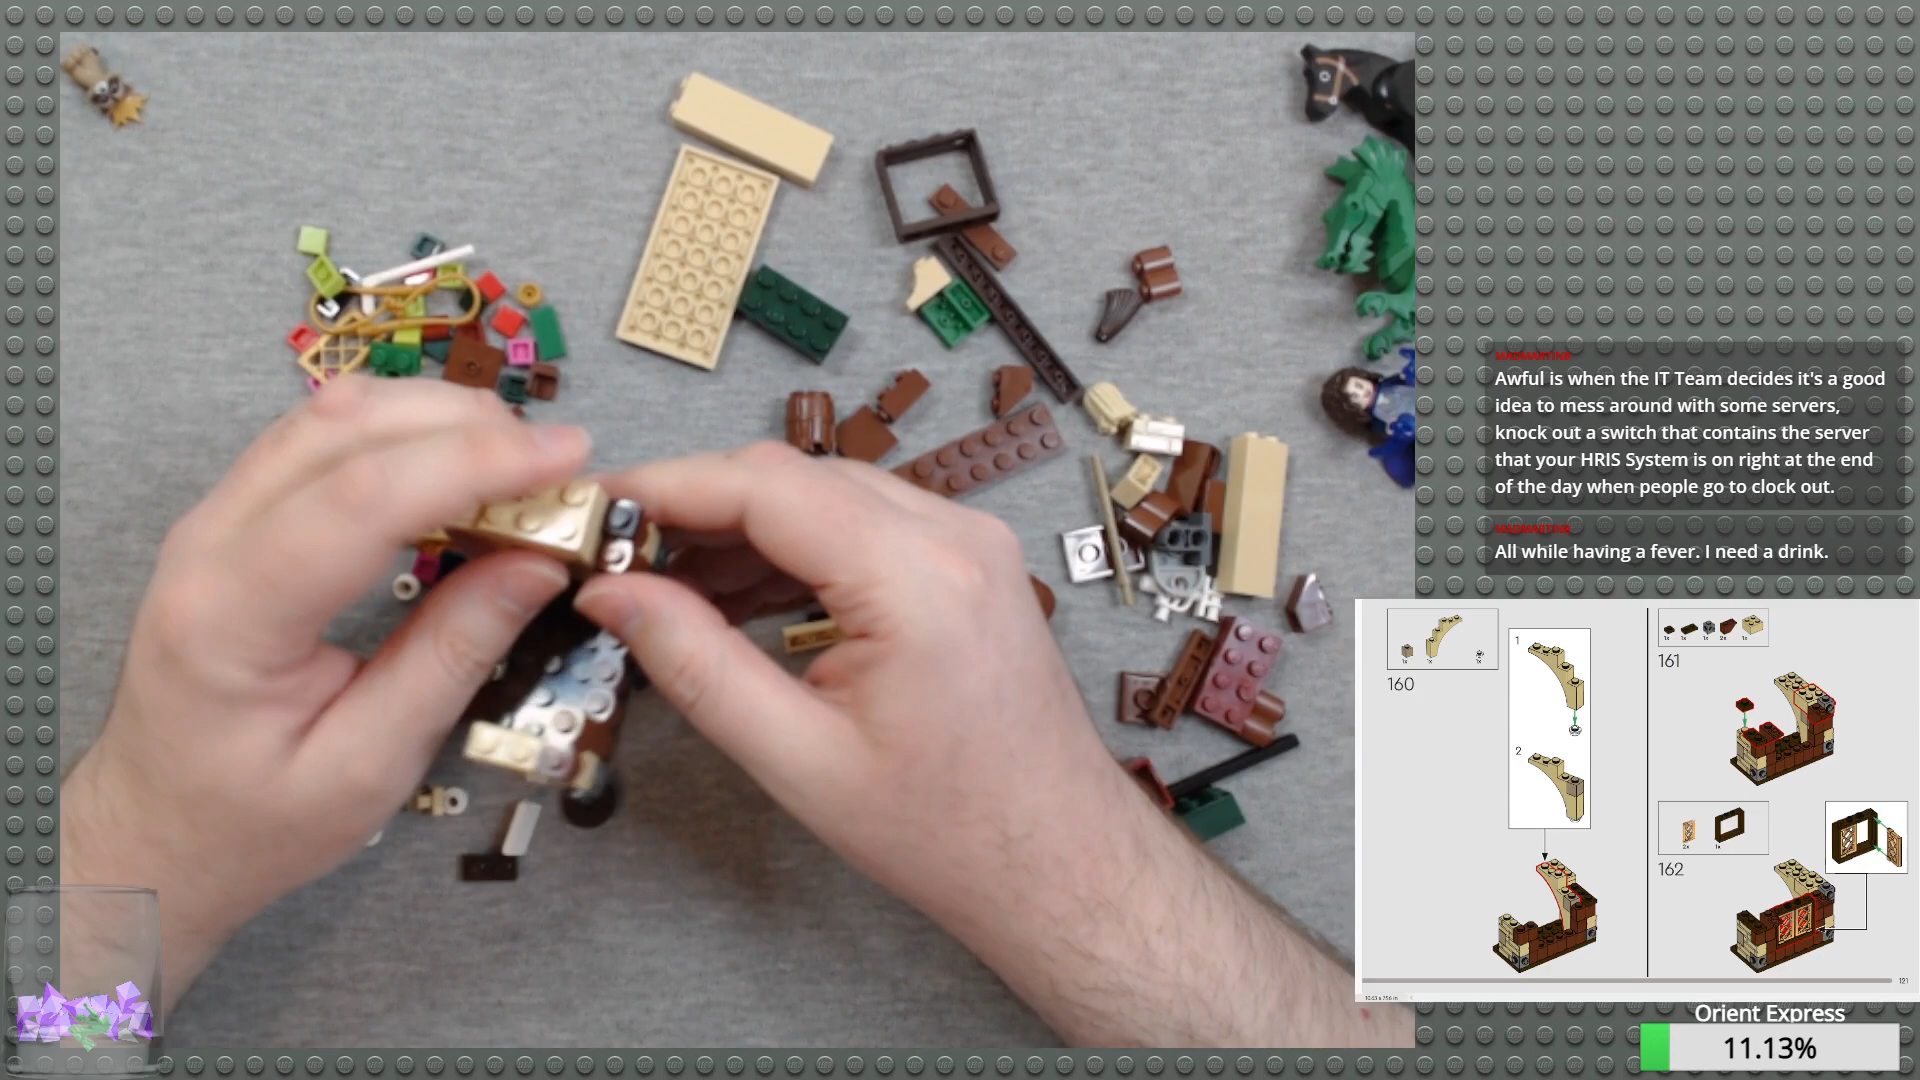 MAGMARTINE
Awful is when the IT Team decides it's a good
idea to mess around with some servers,
knock out a switch that contains the server
that your HRIS System is on right at the end
of the day when people go to clock out.
MAGMARTINE
All while having a fever. I need a drink.
1
160
2
161
162
121
Orient Express
11.13%